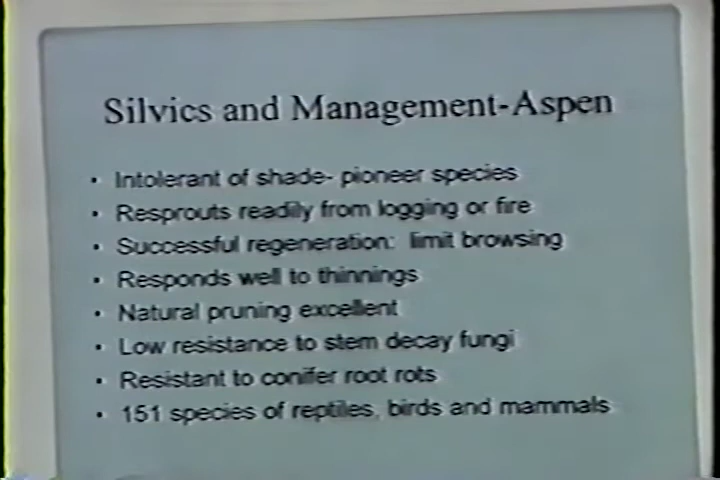 Silvics and Management-Aspen
• Intolerant of shade- pioneer species
• Resprouts readily from logging or fire
• Successful regeneration: limit browsing
• Responds well to thinnings
• Natural pruning excellent
• Low resistance to stem decay fungi
• Resistant to conifer root rots
• 151 species of reptiles, birds and mammals